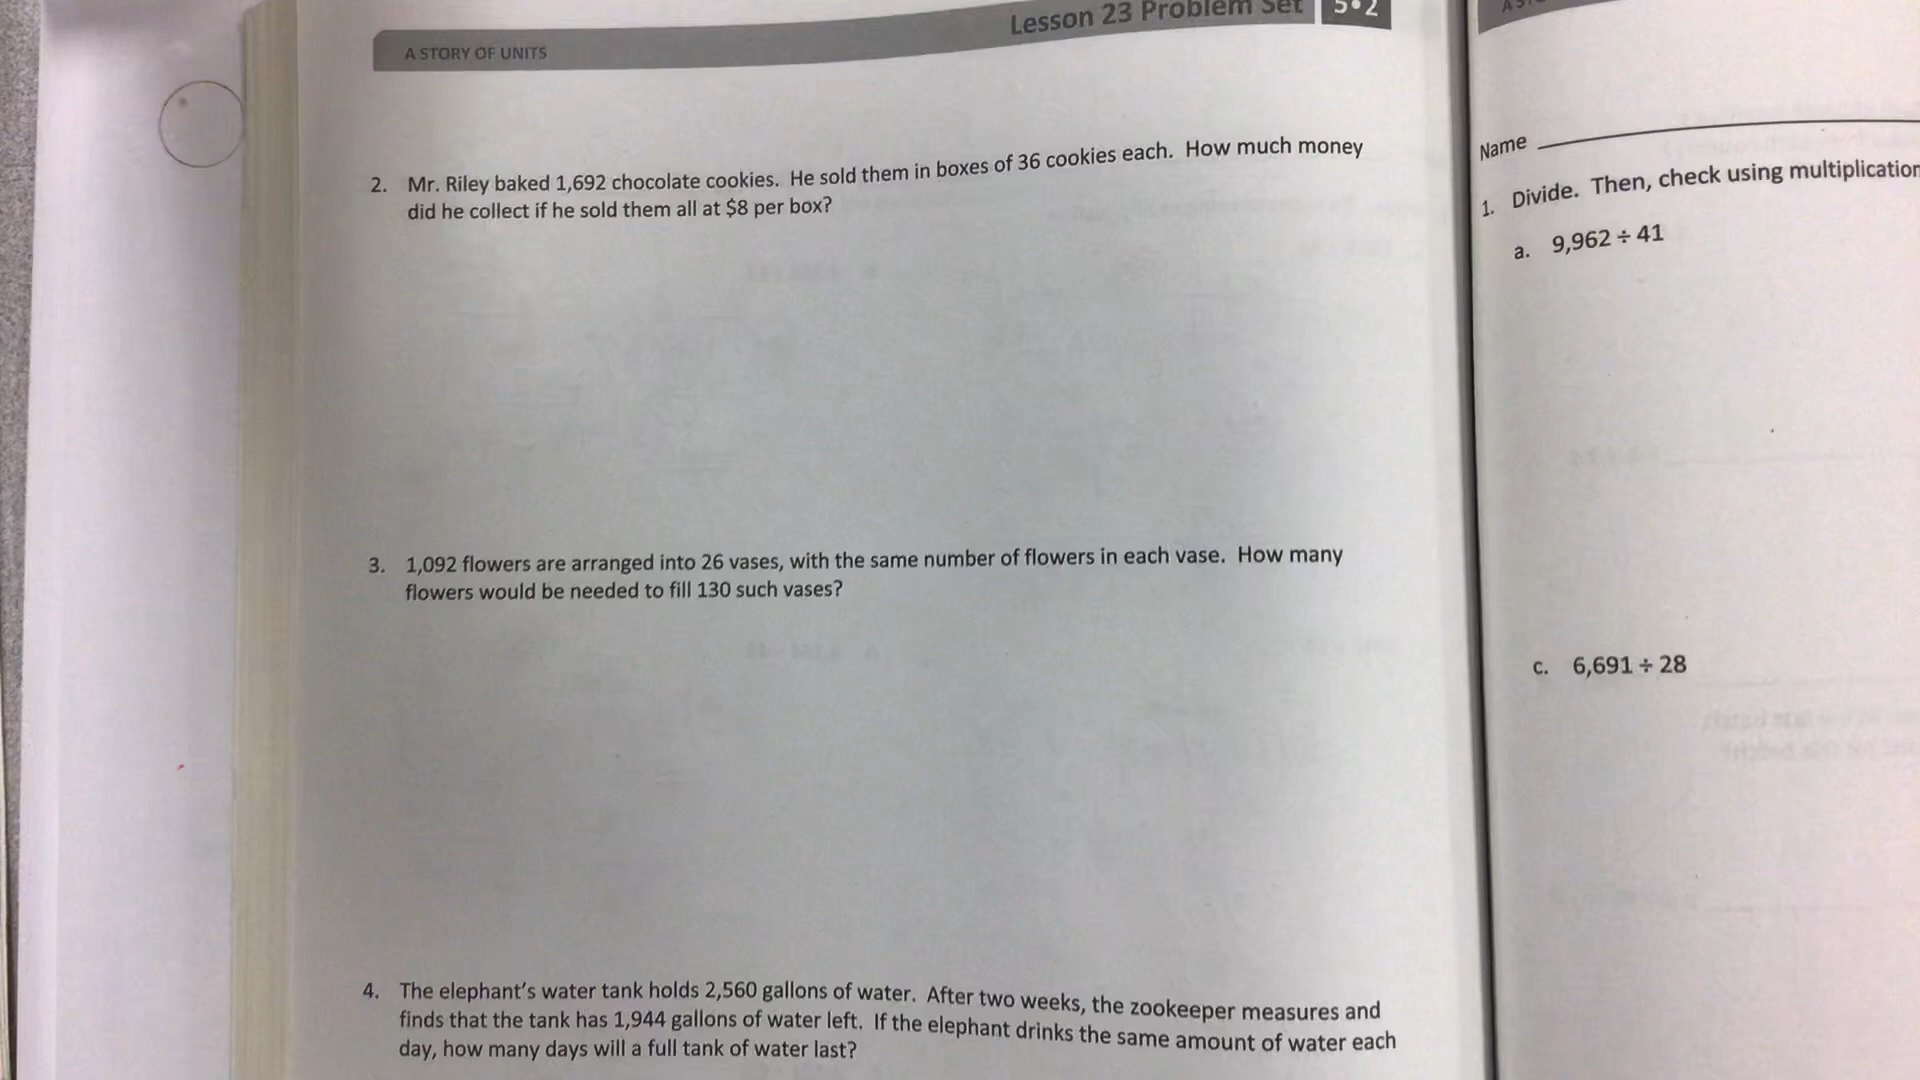 Lesson 23 Problem Set 5•2
A STORY OF UNITS
2. Mr. Riley baked 1,692 chocolate cookies. He sold them in boxes of 36 cookies each. How much money
did he collect if he sold them all at $8 per box?
3. 1,092 flowers are arranged into 26 vases, with the same number of flowers in each vase. How many
flowers would be needed to fill 130 such vases?
4. The elephant's water tank holds 2,560 gallons of water. After two weeks, the zookeeper measures and
finds that the tank has 1,944 gallons of water left. If the elephant drinks the same amount of water each
day, how many days will a full tank of water last?
Name
1. Divide. Then, check using multiplication
a. 9,962 ÷ 41
c. 6,691 ÷ 28